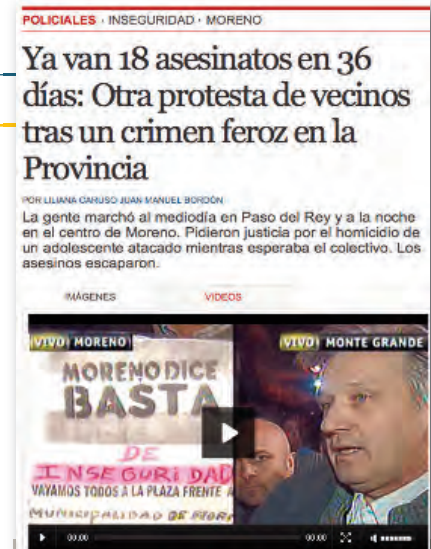 POLICIALES · INSEGURIDAD · MORENO
Ya van 18 asesinatos en 36
días: Otra protesta de vecinos
tras un crimen feroz en la
Provincia
POR LILIANA CARUSO JUAN MANUEL BORDÓN
La gente marchó al mediodía en Paso del Rey y a la noche
en el centro de Moreno. Pidieron justicia por el homicidio de
un adolescente atacado mientras esperaba el colectivo. Los
asesinos escaparon.
IMÁGENES VIDEOS
VIVO MORENO
VIVO MONTE GRANDE
MORENO DICE
BASTA
DE
INSEGURIDAD
VAYAMOS TODOS A LA PLAZA FRENTE A
MUNICIPALIDAD DE MOR
00:00 00:00